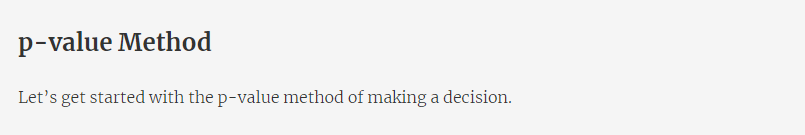 p-value Method
Let’s get started with the p-value method of making a decision.